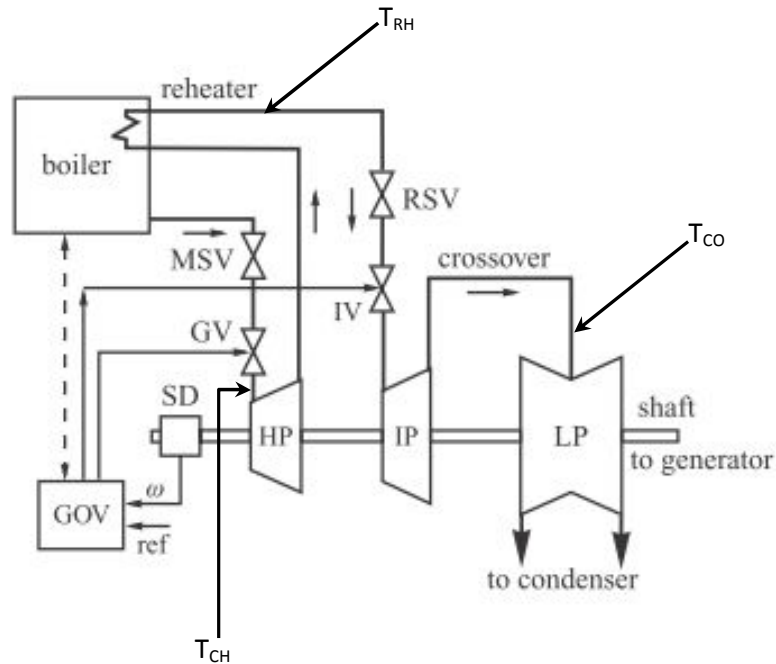 T_RH
reheater
boiler
RSV
T_CO
MSV
crossover
IV
GV
SD
shaft
HP
IP
LP
to generator
ω
GOV
ref
to condenser
T_CH